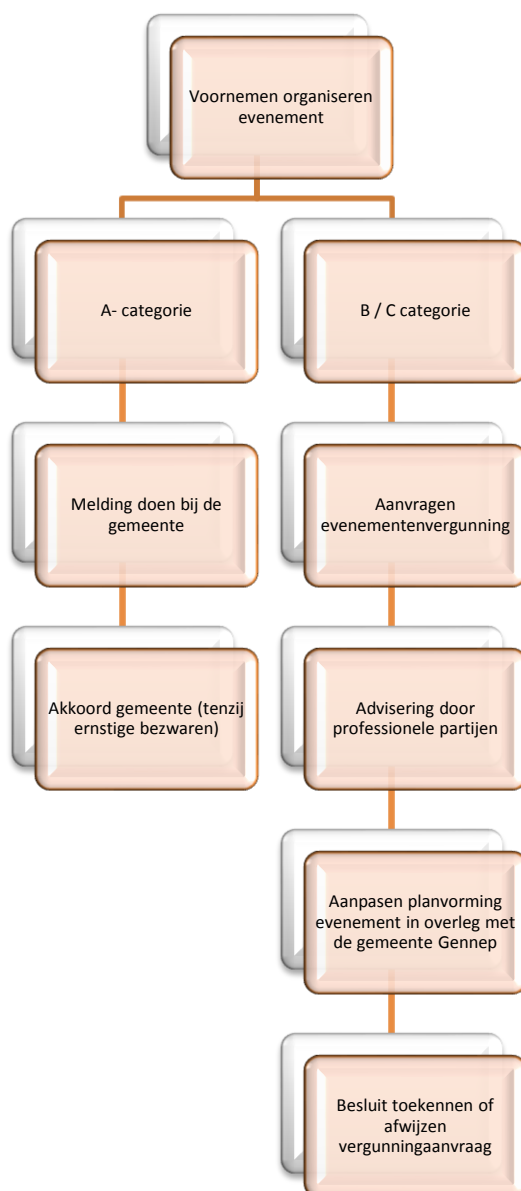 Voornemen organiseren
evenement
A- categorie
B / C categorie
Melding doen bij de
gemeente
Aanvragen
evenementenvergunning
Akkoord gemeente (tenzij
ernstige bezwaren)
Advisering door
professionele partijen
Aanpasen planvorming
evenement in overleg met
de gemeente Gennep
Besluit toekennen of
afwijzen
vergunningaanvraag